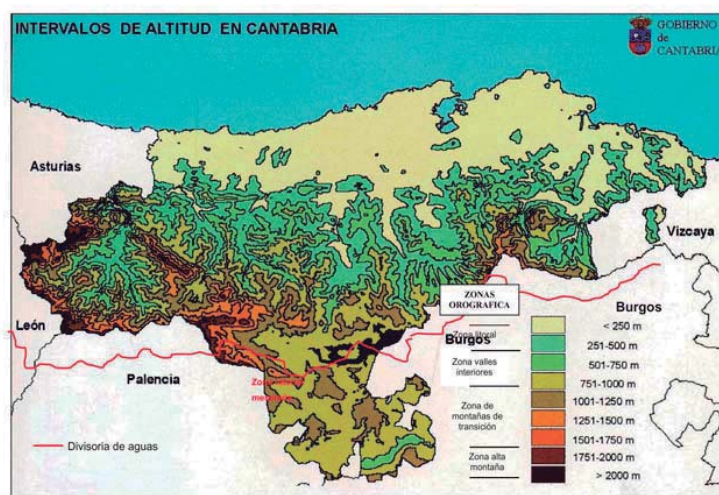 INTERVALOS DE ALTITUD EN CANTABRIA
GOBIERNO
de
CANTABRIA
Asturias
Vizcaya
León
Palencia
Burgos
Burgos
ZONAS
OROGRAFICA
Zona litoral
Zona valles
interiores
Zona de
montañas de
transición
Zona alta
montaña
< 250 m
251-500 m
501-750 m
751-1000 m
1001-1250 m
1251-1500 m
1501-1750 m
1751-2000 m
> 2000 m
Divisoria de aguas